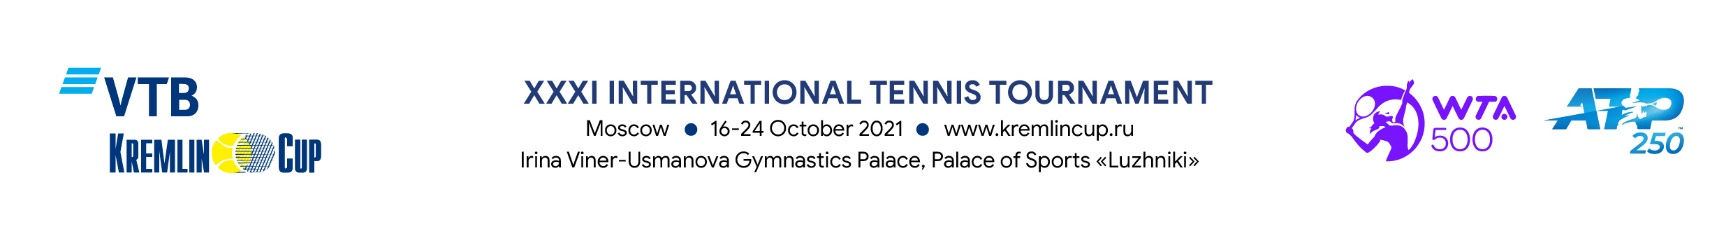 VTB
KREMLIN CUP
XXXI INTERNATIONAL TENNIS TOURNAMENT
Moscow ● 16-24 October 2021 ● www.kremlincup.ru
Irina Viner-Usmanova Gymnastics Palace, Palace of Sports «Luzhniki»
WTA
500
ATP
250